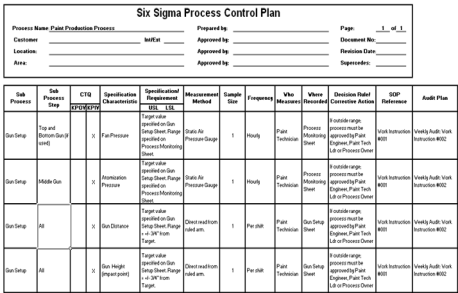 Six Sigma Process Control Plan
Process Name: Paint Production Process Prepared by: Page: 1 of 1
Customer Int/Ext Approved by: Document No:
Location: Approved by: Revision Date
Area: Approved by: Supercedes:
Sub Process Sub Process Step CTQ Specification Characteristic Specification/ Requirement Measurement Method Sample Size Frequency Who Measures Where Recorded Decision Rule/ Corrective Action SOP Reference Audit Plan
KPOV KPIV USL LSL
Gun Setup Top and Bottom Gun (if used) X Fan Pressure Target value specified on Gun Setup Sheet. Range specified on Process Monitoring Sheet. Static Air Pressure Gauge 1 Hourly Paint Technician Process Monitoring Sheet If outside range, process must be approved by Paint Engineer, Paint Tech Ldr or Process Owner Work Instruction #001 Weekly Audit: Work Instruction #002
Gun Setup Middle Gun X Atomization Pressure Target value specified on Gun Setup Sheet. Range specified on Process Monitoring Sheet. Static Air Pressure Gauge 1 Hourly Paint Technician Process Monitoring Sheet If outside range, process must be approved by Paint Engineer, Paint Tech Ldr or Process Owner Work Instruction #001 Weekly Audit: Work Instruction #002
Gun Setup All X Gun Distance Target value specified on Gun Setup Sheet. Range = +/- 3/4" from Target. Direct read from ruled arm. 1 Per shift Paint Technician Gun Setup Sheet If outside range, process must be approved by Paint Engineer, Paint Tech Ldr or Process Owner Work Instruction #001 Weekly Audit: Work Instruction #002
Gun Setup All X Gun Height (impact point) Target value specified on Gun Setup Sheet. Range = +/- 3/4" from Target. Direct read from ruled arm. 1 Per shift Paint Technician Gun Setup Sheet If outside range, process must be approved by Paint Engineer, Paint Tech Ldr or Process Owner Work Instruction #001 Weekly Audit: Work Instruction #002